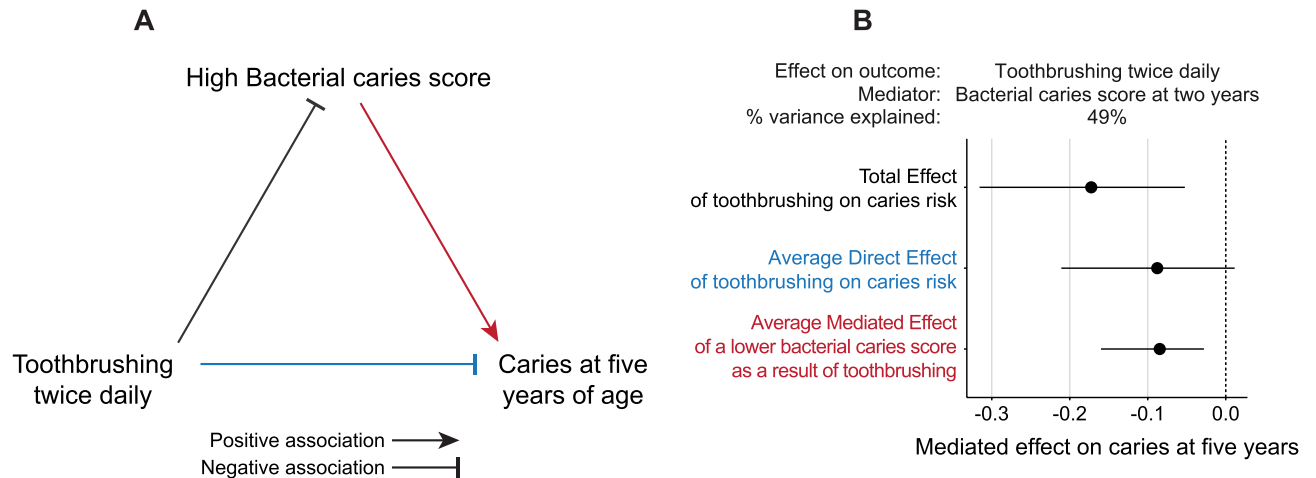 A
High Bacterial caries score
Toothbrushing
twice daily
Caries at five
years of age
Positive association
Negative association
B
Effect on outcome: Toothbrushing twice daily
Mediator: Bacterial caries score at two years
% variance explained: 49%
Total Effect
of toothbrushing on caries risk
Average Direct Effect
of toothbrushing on caries risk
Average Mediated Effect
of a lower bacterial caries score
as a result of toothbrushing
-0.3 -0.2 -0.1 0.0
Mediated effect on caries at five years